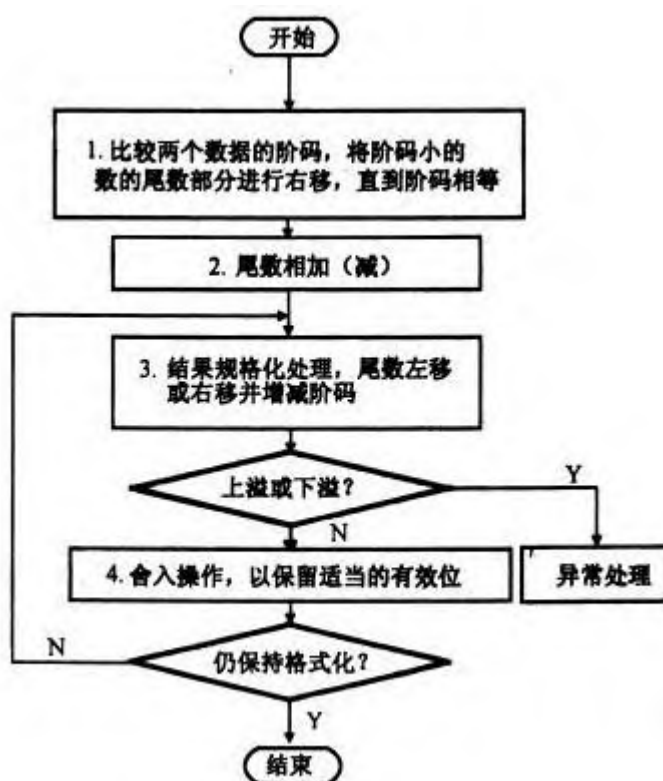 开始
1. 比较两个数据的阶码，将阶码小的
数的尾数部分进行右移，直到阶码相等
2. 尾数相加（减）
3. 结果规格化处理，尾数左移
或右移并增减阶码
上溢或下溢？
Y
N
4. 舍入操作，以保留适当的有效位
异常处理
N
仍保持格式化？
Y
结束